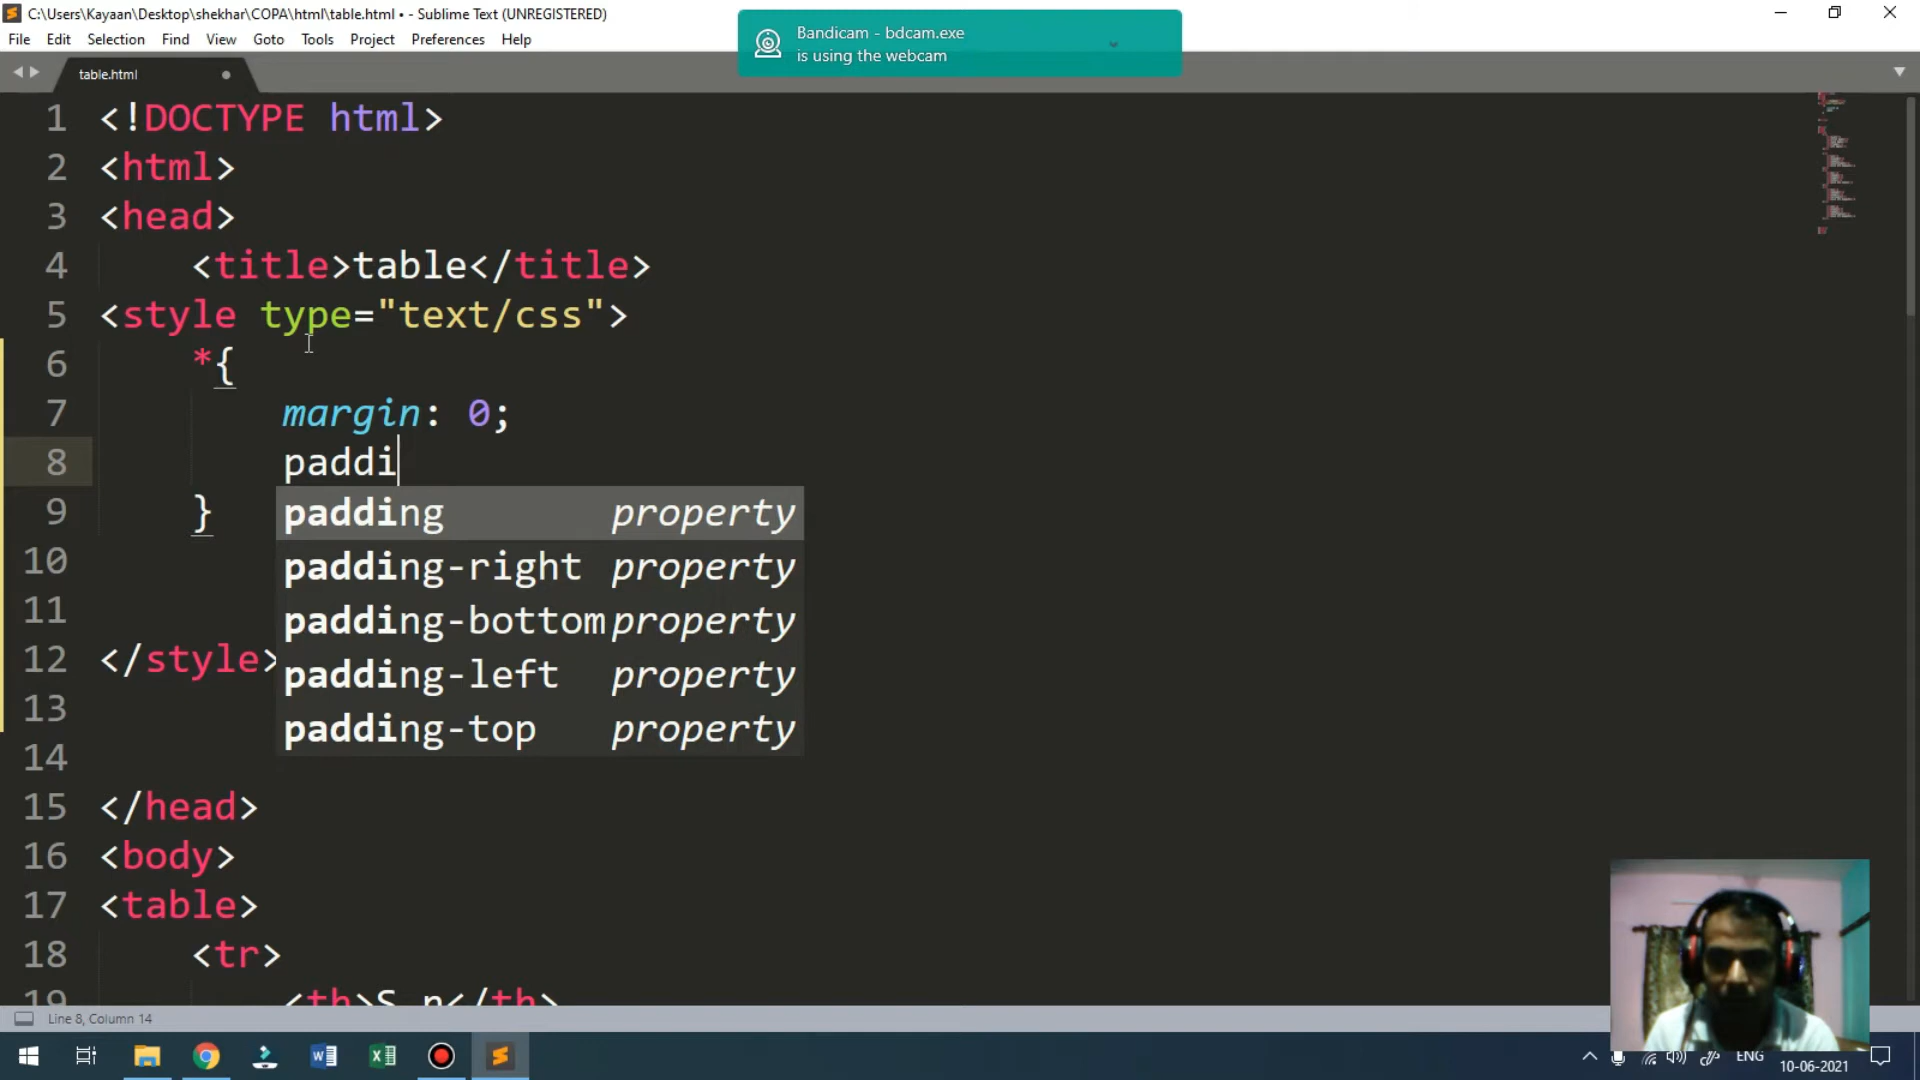 C:\Users\Kayaan\Desktop\shekhar\COPA\html\table.html • - Sublime Text (UNREGISTERED)
File Edit Selection Find View Goto Tools Project Preferences Help
Bandicam - bdcam.exe
is using the webcam
table.html
1 <!DOCTYPE html>
2 <html>
3 <head>
4 <title>table</title>
5 <style type="text/css">
6 *{
7 margin: 0;
8 paddi
9 }
padding property
padding-right property
padding-bottom property
padding-left property
padding-top property
10
11
12 </style>
13
14
15 </head>
16 <body>
17 <table>
18 <tr>
19 <th>S n</th>
Line 8, Column 14
ENG
10-06-2021